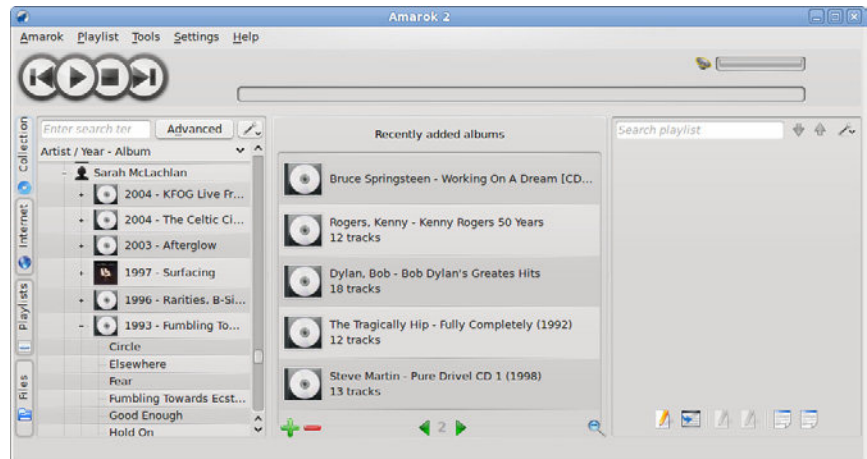 Amarok 2
Amarok Playlist Tools Settings Help
Collection
Internet
Playlists
Files
Enter search ter
Advanced
Artist / Year - Album
Sarah McLachlan
2004 - KFOG Live Fr...
2004 - The Celtic Ci...
2003 - Afterglow
1997 - Surfacing
1996 - Rarities, B-Si...
1993 - Fumbling To...
Circle
Elsewhere
Fear
Fumbling Towards Ecst...
Good Enough
Hold On
Recently added albums
Bruce Springsteen - Working On A Dream [CD...
Rogers, Kenny - Kenny Rogers 50 Years
12 tracks
Dylan, Bob - Bob Dylan's Greates Hits
18 tracks
The Tragically Hip - Fully Completely (1992)
12 tracks
Steve Martin - Pure Drivel CD 1 (1998)
13 tracks
2
Search playlist